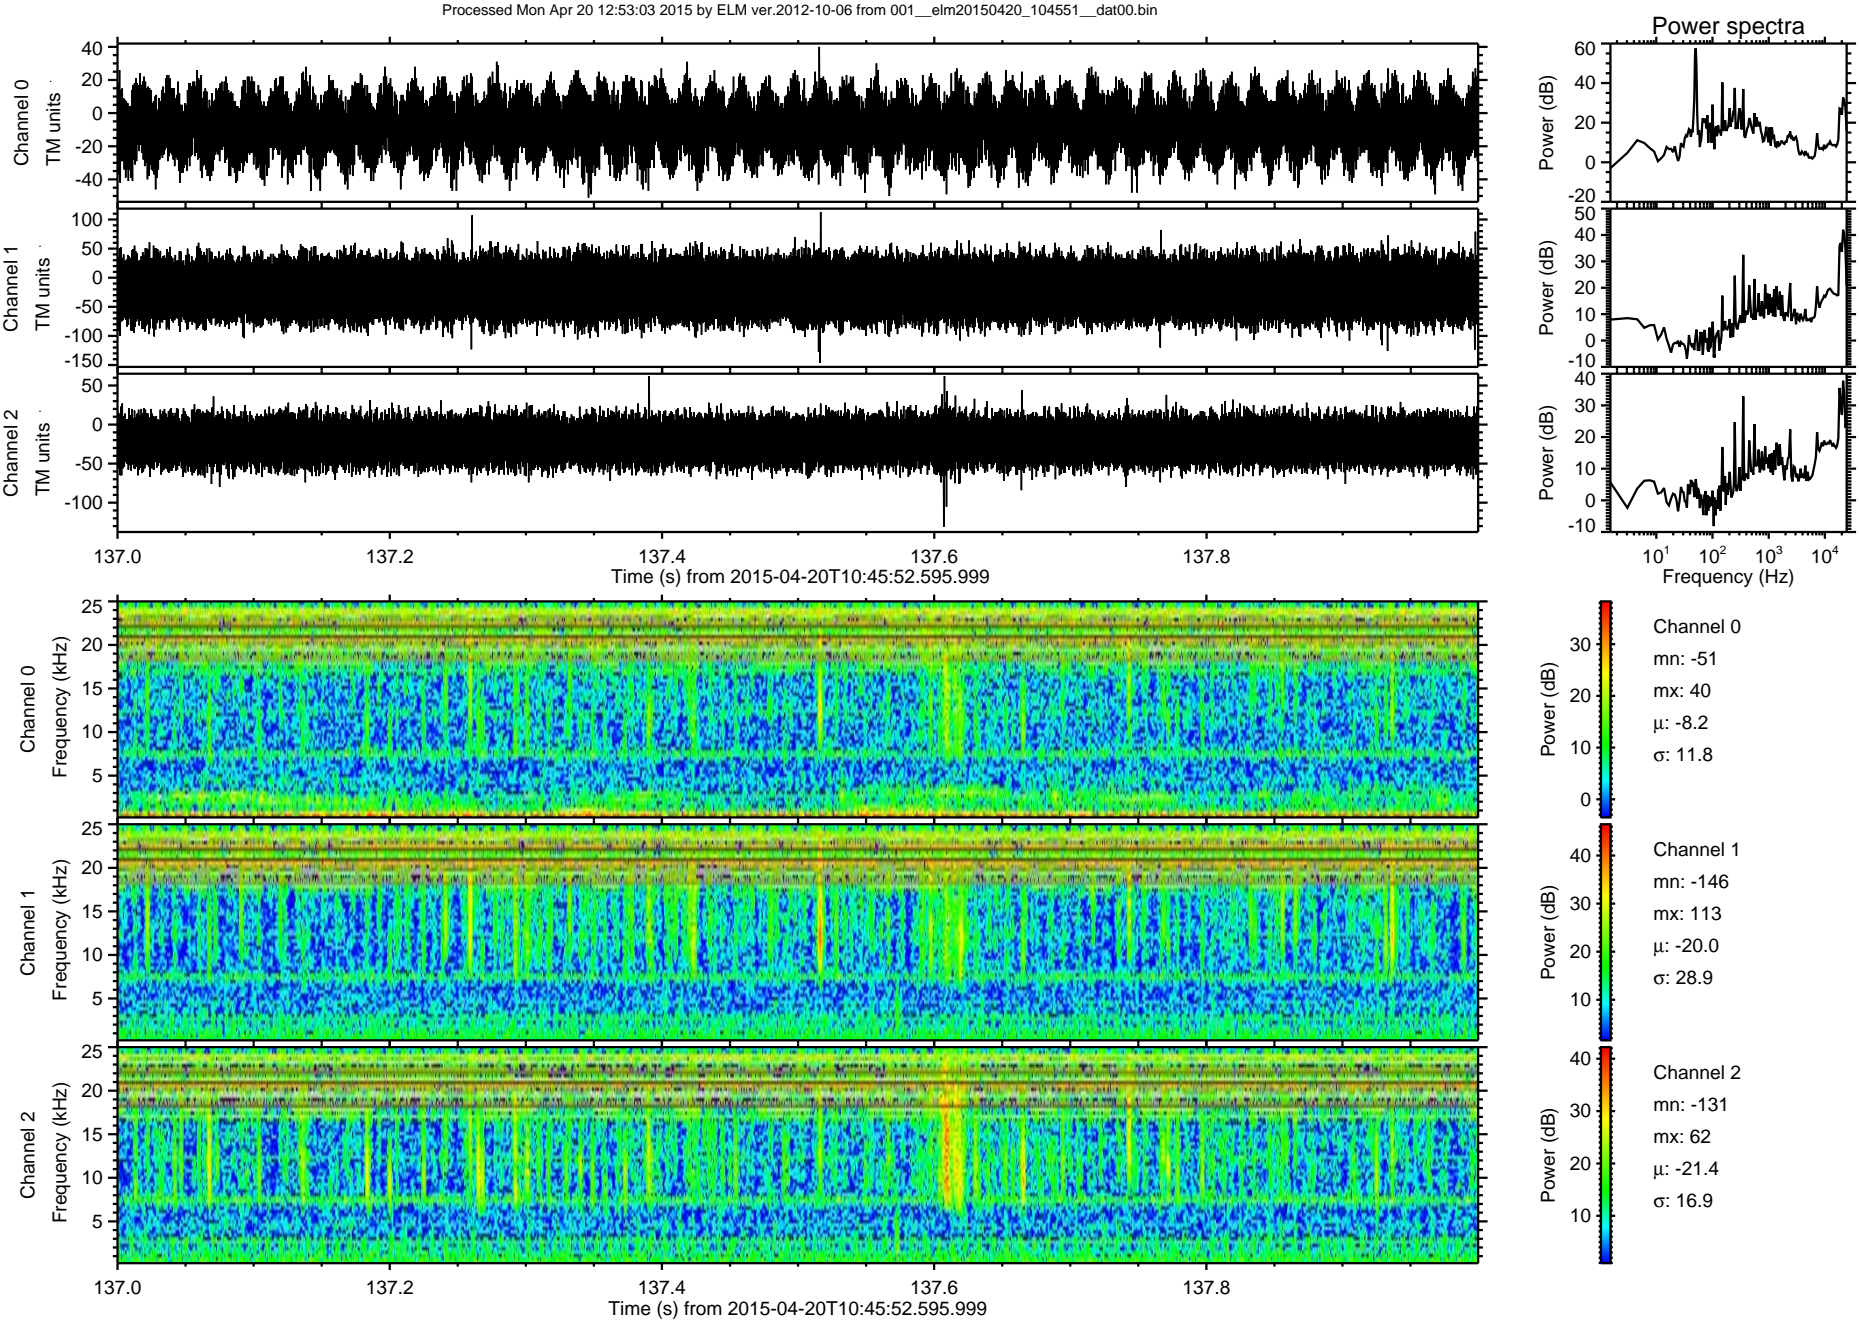 Processed Mon Apr 20 12:53:03 2015 by ELM ver.2012-10-06 from 001__elm20150420_104551__dat00.bin
Power spectra
Channel 0
TM units
40
20
0
-20
-40
Power (dB)
60
40
20
0
-20
Channel 1
TM units
100
50
0
-50
-100
-150
Power (dB)
50
40
30
20
10
0
-10
Channel 2
TM units
50
0
-50
-100
Power (dB)
40
30
20
10
0
-10
137.0 137.2 137.4 137.6 137.8
Time (s) from 2015-04-20T10:45:52.595.999
10¹ 10² 10³ 10⁴
Frequency (Hz)
Channel 0
Frequency (kHz)
25
20
15
10
5
Power (dB)
30
20
10
0
Channel 0
mn: -51
mx: 40
μ: -8.2
σ: 11.8
Channel 1
Frequency (kHz)
25
20
15
10
5
Power (dB)
40
30
20
10
Channel 1
mn: -146
mx: 113
μ: -20.0
σ: 28.9
Channel 2
Frequency (kHz)
25
20
15
10
5
Power (dB)
40
30
20
10
Channel 2
mn: -131
mx: 62
μ: -21.4
σ: 16.9
137.0 137.2 137.4 137.6 137.8
Time (s) from 2015-04-20T10:45:52.595.999